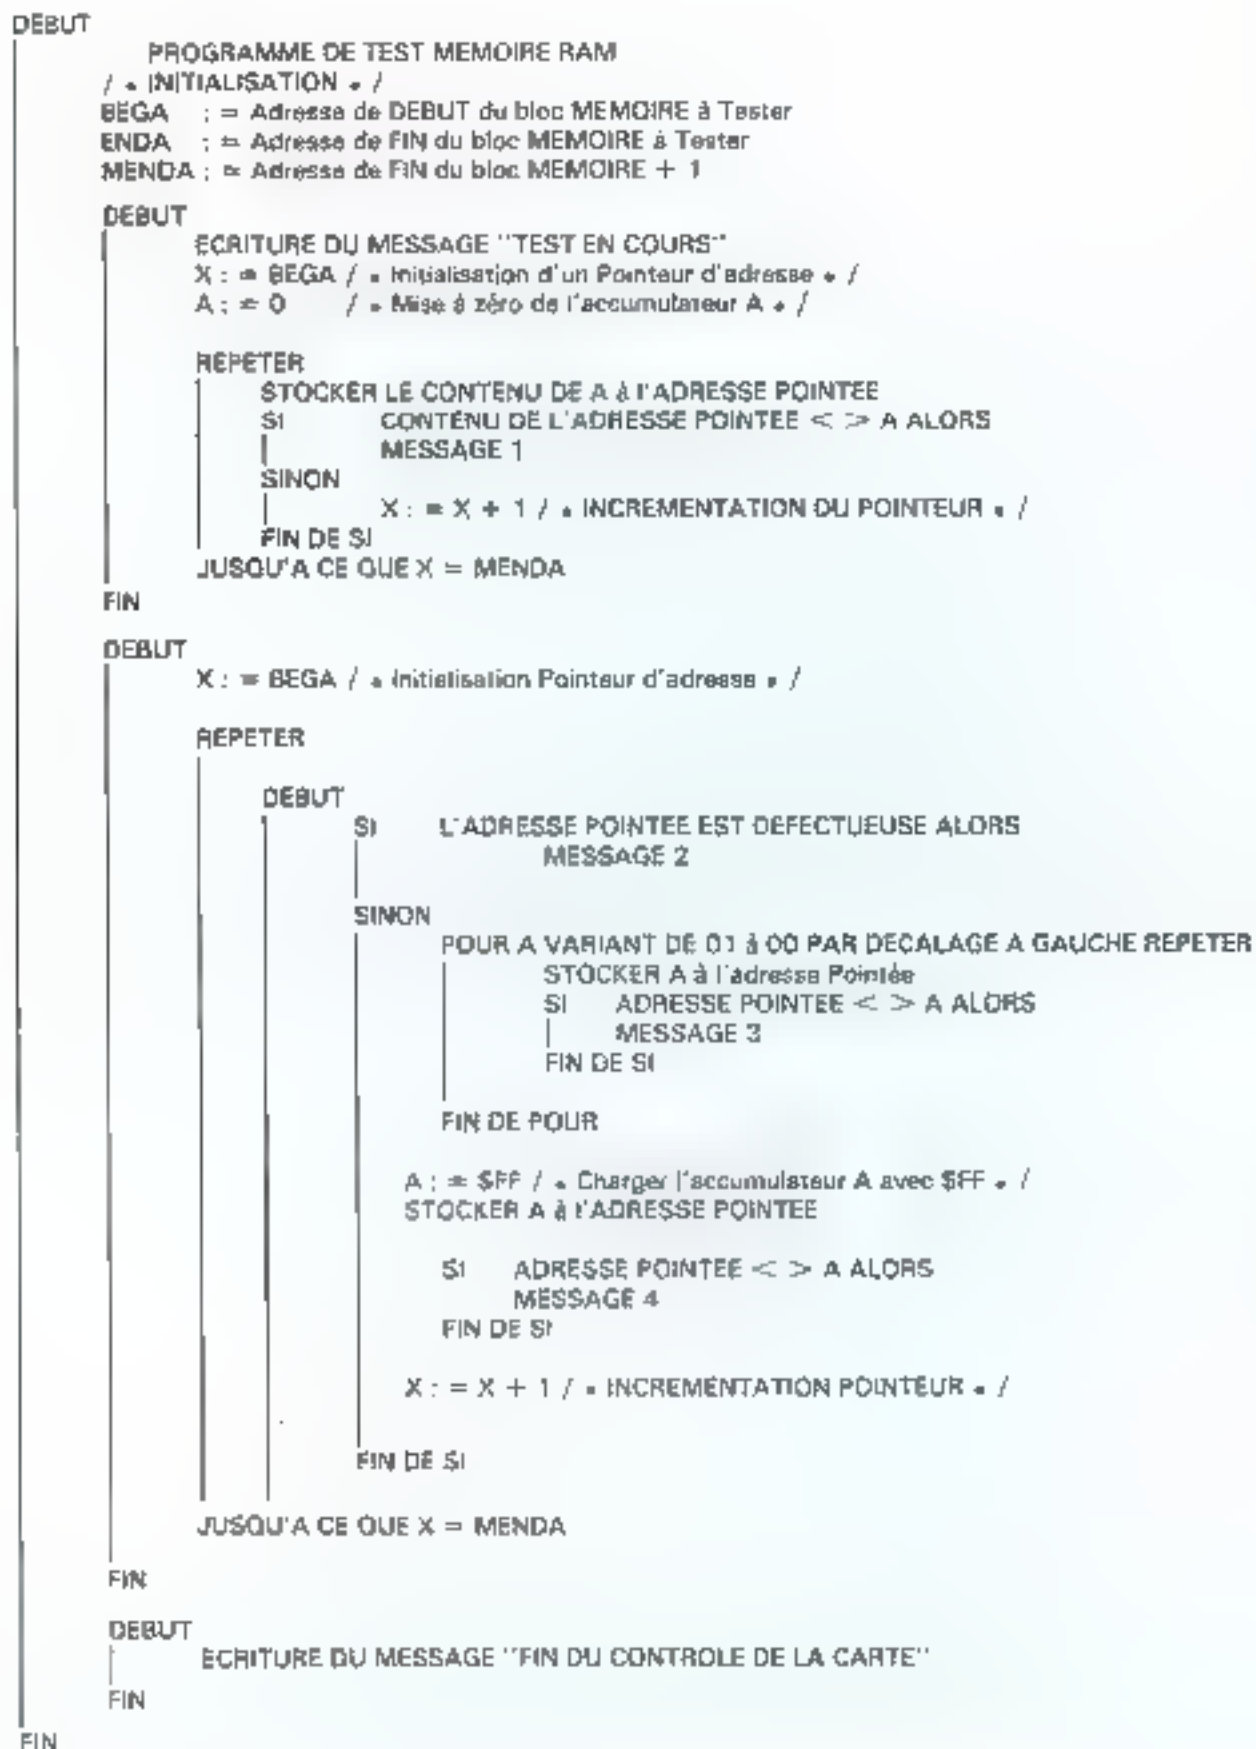 DEBUT
PROGRAMME DE TEST MEMOIRE RAM
/ * INITIALISATION * /
BEGA : = Adresse de DEBUT du bloc MEMOIRE à Tester
ENDA : = Adresse de FIN du bloc MEMOIRE à Tester
MENDA : = Adresse de FIN du bloc MEMOIRE + 1
DEBUT
ECRITURE DU MESSAGE "TEST EN COURS"
X : = BEGA / * Initialisation d'un Pointeur d'adresse * /
A : = 0 / * Mise à zéro de l'accumulateur A * /
REPETER
STOCKER LE CONTENU DE A à l'ADRESSE POINTEE
SI CONTENU DE L'ADRESSE POINTEE < > A ALORS
MESSAGE 1
SINON
X : = X + 1 / * INCREMENTATION DU POINTEUR * /
FIN DE SI
JUSQU'A CE QUE X = MENDA
FIN
DEBUT
X : = BEGA / * Initialisation Pointeur d'adresse * /
REPETER
DEBUT
SI L'ADRESSE POINTEE EST DEFECTUEUSE ALORS
MESSAGE 2
SINON
POUR A VARIANT DE 01 à 00 PAR DECALAGE A GAUCHE REPETER
STOCKER A à l'adresse Pointée
SI ADRESSE POINTEE < > A ALORS
MESSAGE 3
FIN DE SI
FIN DE POUR
A : = $FF / * Charger l'accumulateur A avec $FF * /
STOCKER A à l'ADRESSE POINTEE
SI ADRESSE POINTEE < > A ALORS
MESSAGE 4
FIN DE SI
X : = X + 1 / * INCREMENTATION POINTEUR * /
FIN DE SI
JUSQU'A CE QUE X = MENDA
FIN
DEBUT
ECRITURE DU MESSAGE "FIN DU CONTROLE DE LA CARTE"
FIN
FIN